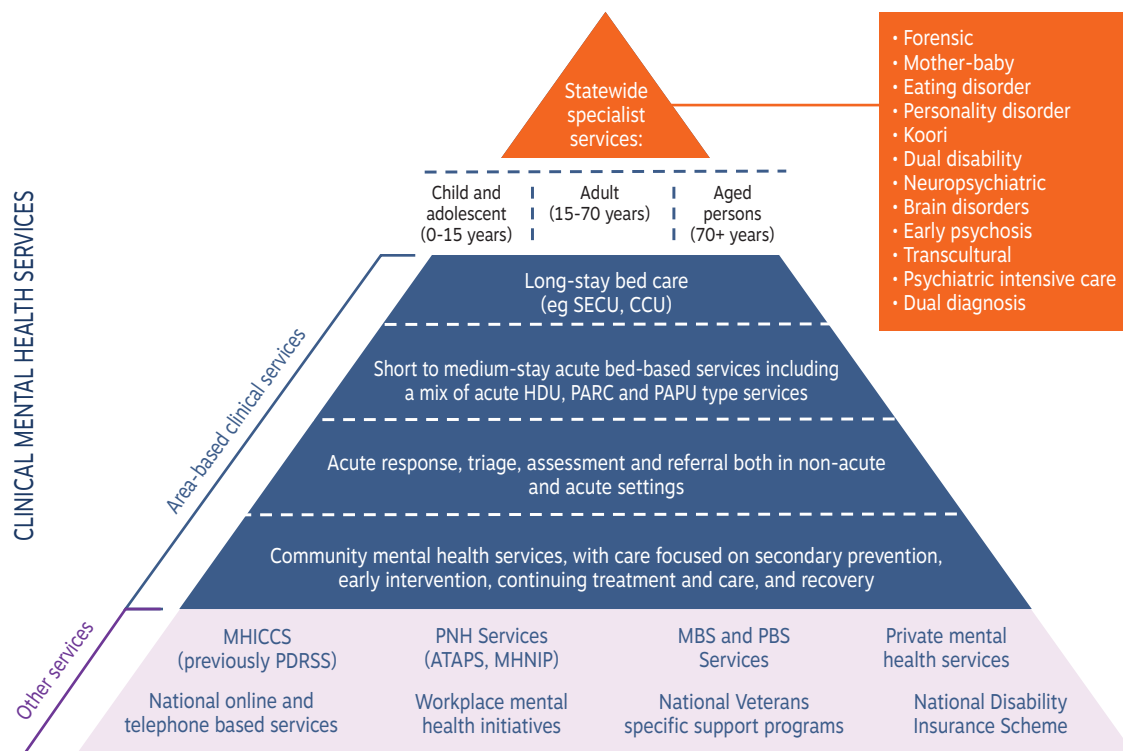 Statewide
specialist
services:
• Forensic
• Mother-baby
• Eating disorder
• Personality disorder
• Koori
• Dual disability
• Neuropsychiatric
• Brain disorders
• Early psychosis
• Transcultural
• Psychiatric intensive care
• Dual diagnosis
Child and
adolescent
(0-15 years)
Adult
(15-70 years)
Aged
persons
(70+ years)
CLINICAL MENTAL HEALTH SERVICES
Area-based clinical services
Long-stay bed care
(eg SECU, CCU)
Short to medium-stay acute bed-based services including
a mix of acute HDU, PARC and PAPU type services
Acute response, triage, assessment and referral both in non-acute
and acute settings
Community mental health services, with care focused on secondary prevention,
early intervention, continuing treatment and care, and recovery
Other services
MHICCS
(previously PDRSS)
PNH Services
(ATAPS, MHNIP)
MBS and PBS
Services
Private mental
health services
National online and
telephone based services
Workplace mental
health initiatives
National Veterans
specific support programs
National Disability
Insurance Scheme